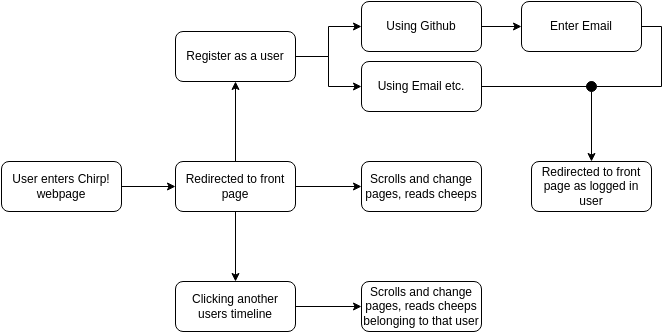 Using Github
Enter Email
Register as a user
Using Email etc.
User enters Chirp!
webpage
Redirected to front
page
Scrolls and change
pages, reads cheeps
Redirected to front
page as logged in
user
Clicking another
users timeline
Scrolls and change
pages, reads cheeps
belonging to that user